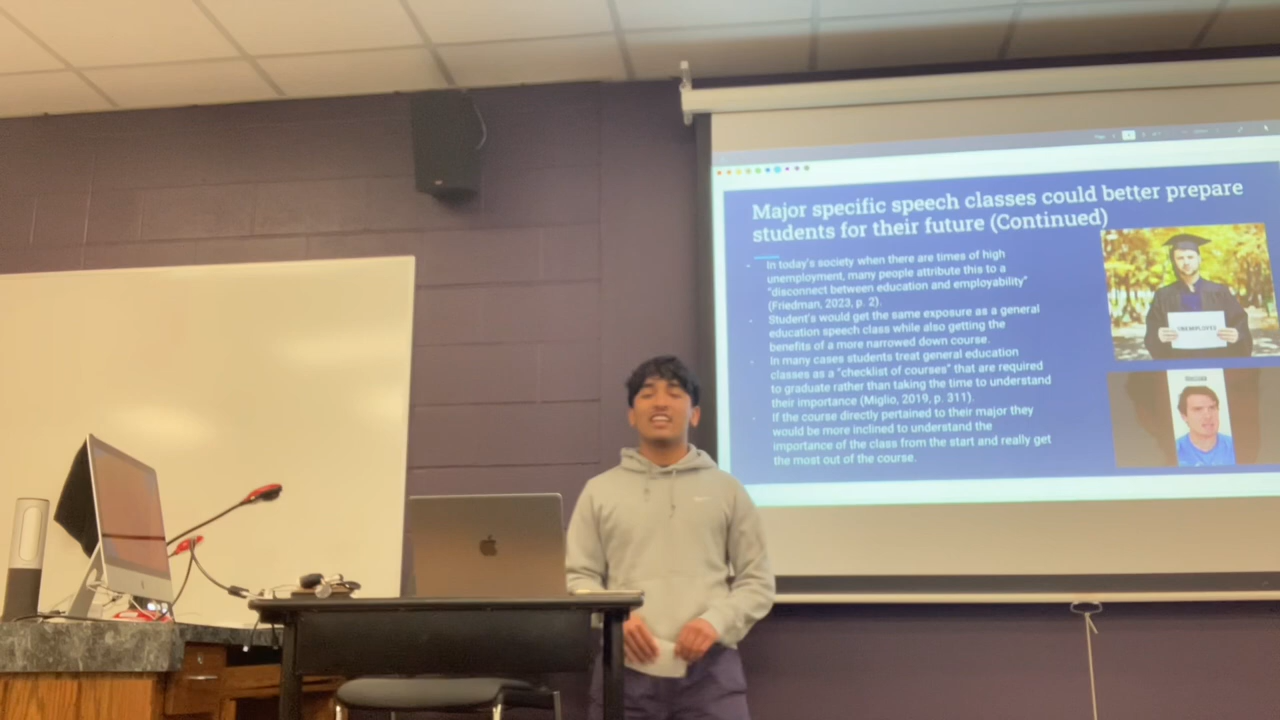 Major specific speech classes could better prepare
students for their future (Continued)
- In today's society when there are times of high
unemployment, many people attribute this to a
"disconnect between education and employability"
(Friedman, 2023, p. 2).
- Student's would get the same exposure as a general
education speech class while also getting the
benefits of a more narrowed down course.
- In many cases students treat general education
classes as a "checklist of courses" that are required
to graduate rather than taking the time to understand
their importance (Miglio, 2019, p. 311).
- If the course directly pertained to their major they
would be more inclined to understand the
importance of the class from the start and really get
the most out of the course.
UNEMPLOYED